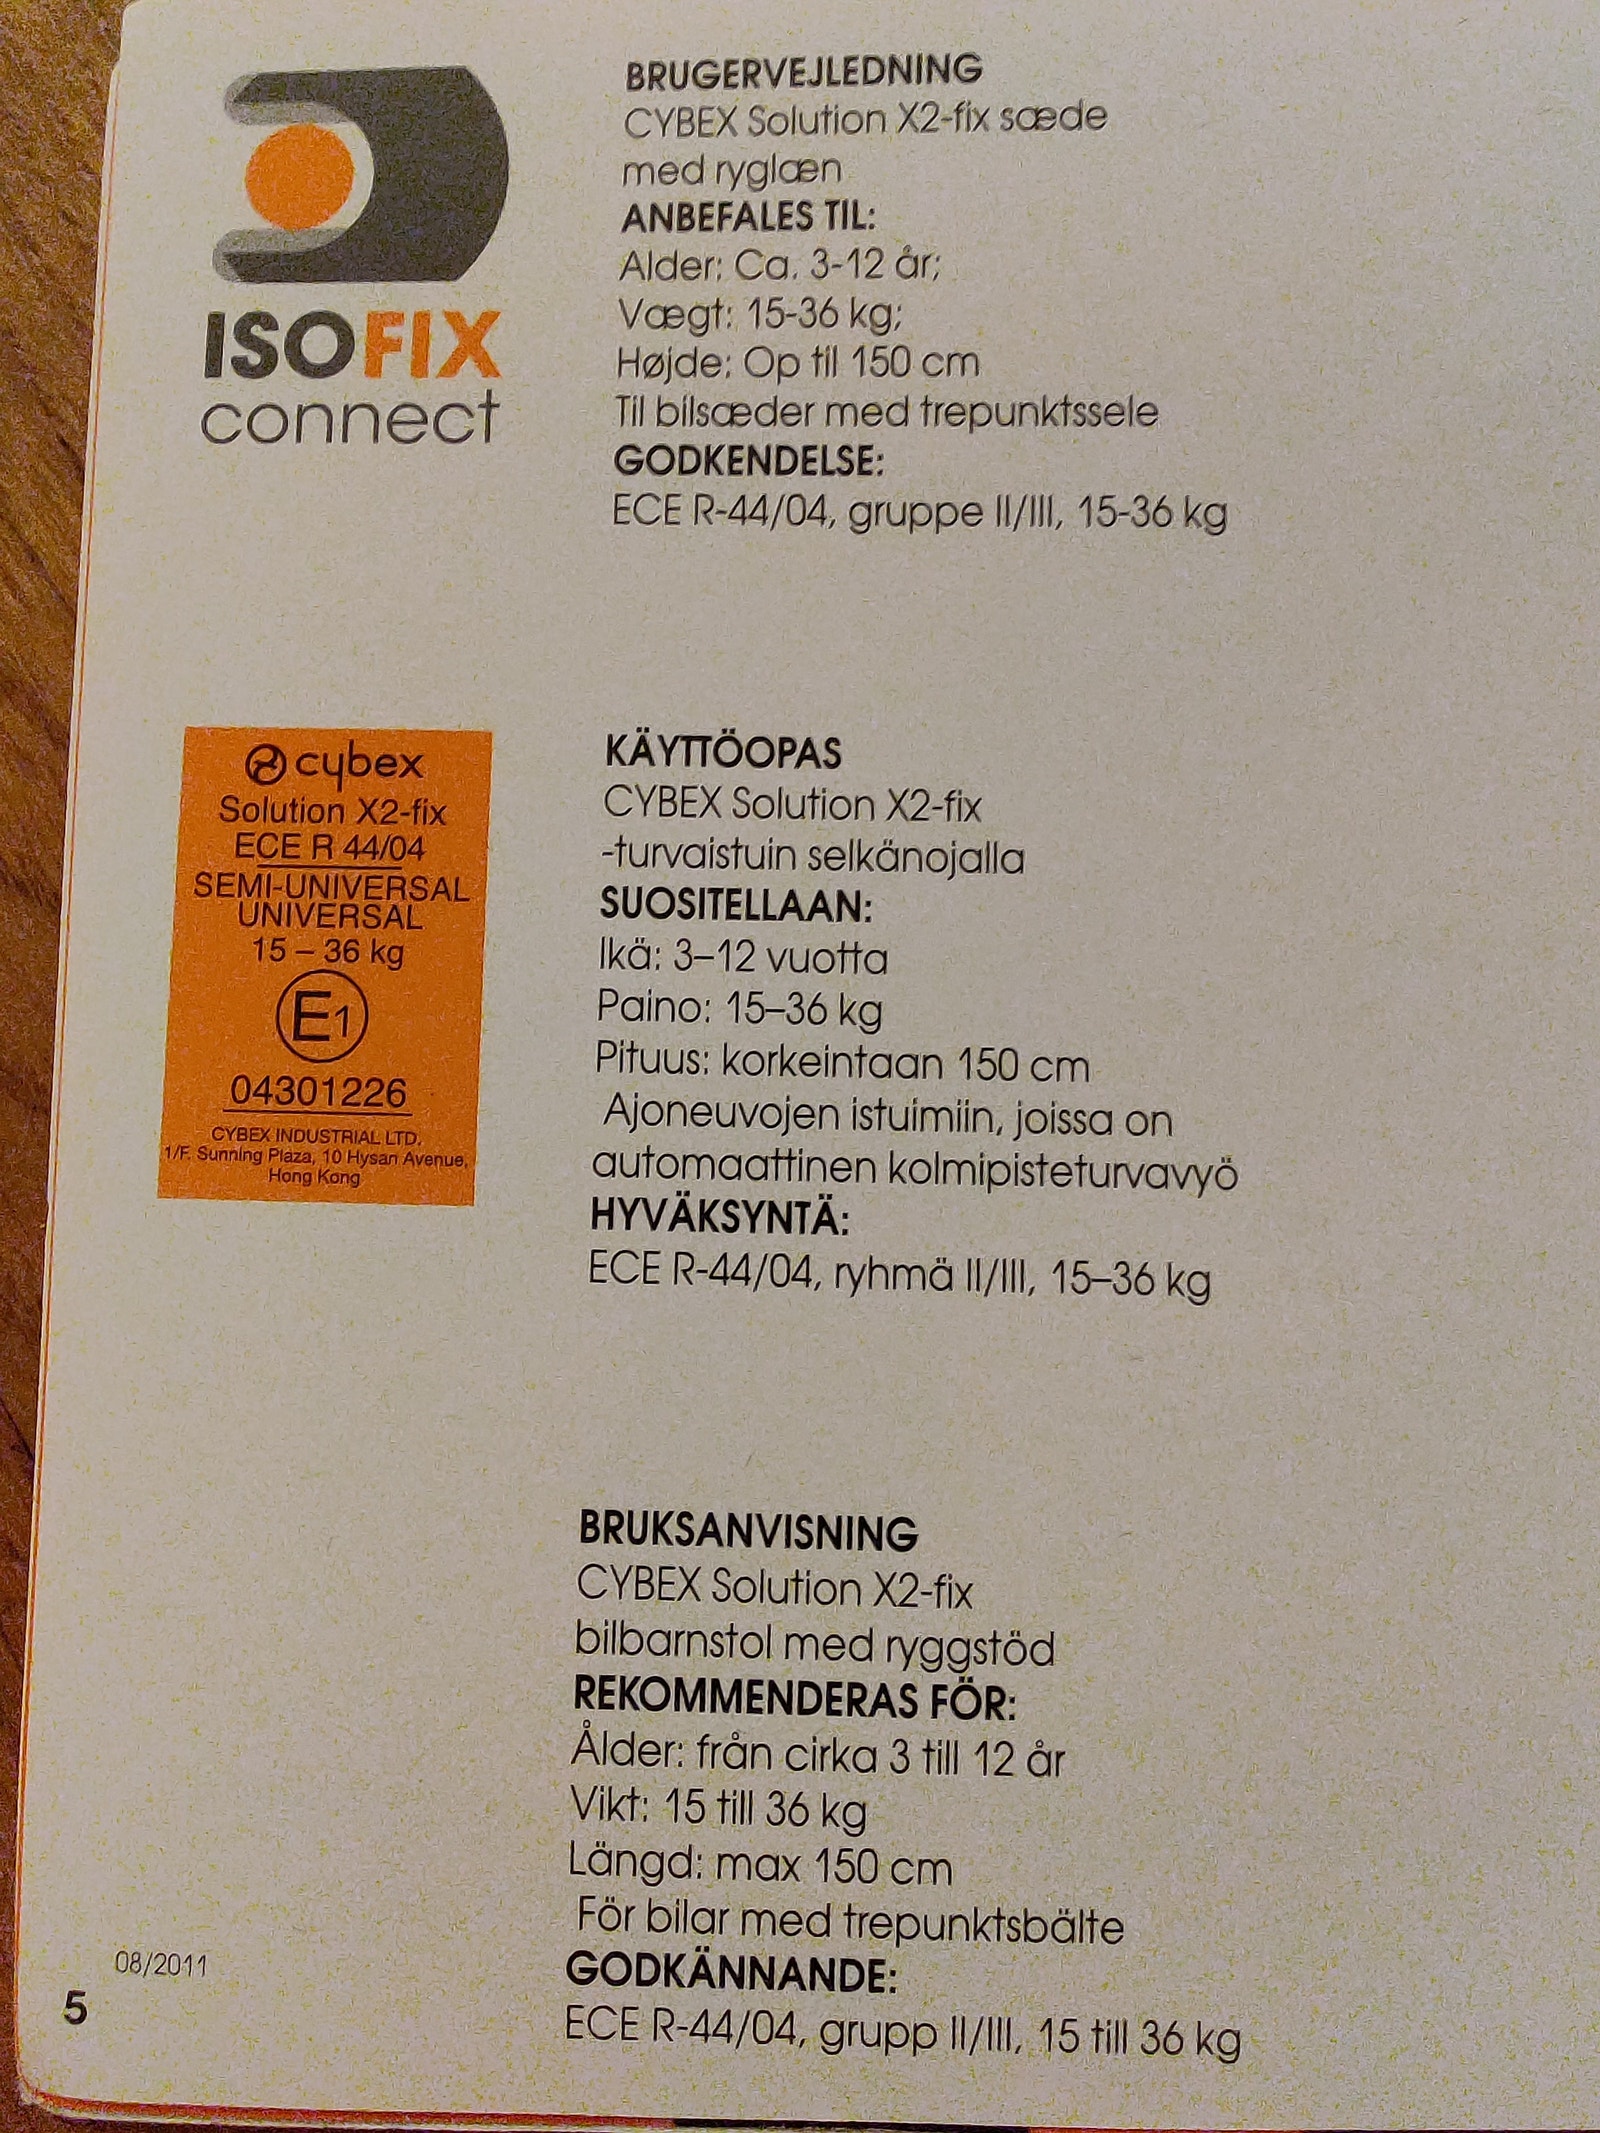 ISOFIX
connect
BRUGERVEJLEDNING
CYBEX Solution X2-fix sæde
med ryglæn
ANBEFALES TIL:
Alder: Ca. 3-12 år;
Vægt: 15-36 kg;
Højde: Op til 150 cm
Til bilsæder med trepunktssele
GODKENDELSE:
ECE R-44/04, gruppe II/III, 15-36 kg
cybex
Solution X2-fix
ECE R 44/04
SEMI-UNIVERSAL
UNIVERSAL
15 – 36 kg
E1
04301226
CYBEX INDUSTRIAL LTD.
1/F. Sunning Plaza, 10 Hysan Avenue,
Hong Kong
KÄYTTÖOPAS
CYBEX Solution X2-fix
-turvaistuin selkänojalla
SUOSITELLAAN:
Ikä: 3–12 vuotta
Paino: 15–36 kg
Pituus: korkeintaan 150 cm
Ajoneuvojen istuimiin, joissa on
automaattinen kolmipisteturvavyö
HYVÄKSYNTÄ:
ECE R-44/04, ryhmä II/III, 15–36 kg
BRUKSANVISNING
CYBEX Solution X2-fix
bilbarnstol med ryggstöd
REKOMMENDERAS FÖR:
Ålder: från cirka 3 till 12 år
Vikt: 15 till 36 kg
Längd: max 150 cm
För bilar med trepunktsbälte
GODKÄNNANDE:
ECE R-44/04, grupp II/III, 15 till 36 kg
08/2011
5